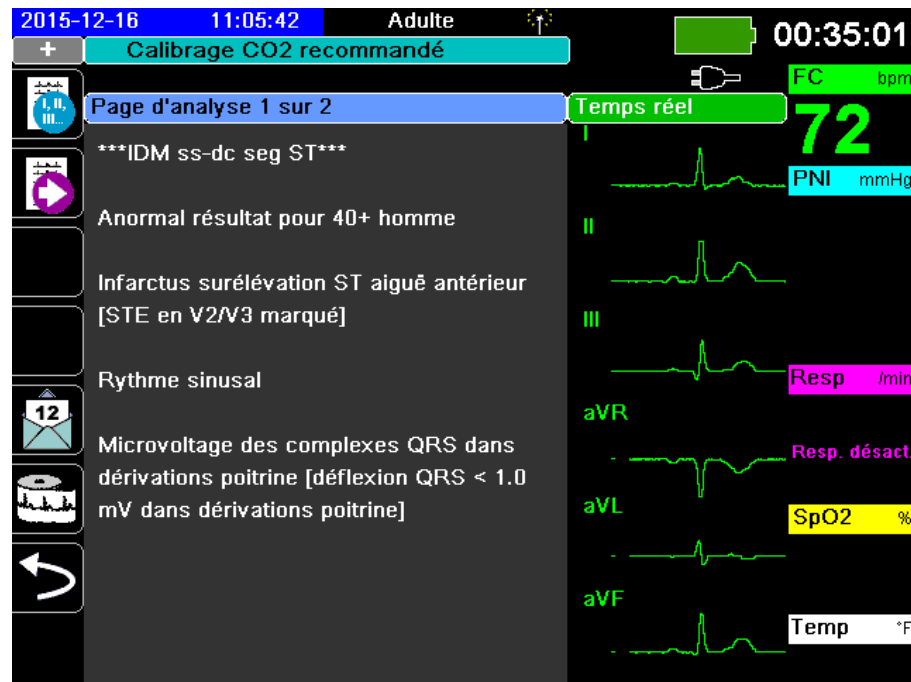 2015-12-16 11:05:42 Adulte
00:35:01
+ Calibrage CO2 recommandé
FC bpm
I, II, III...
Page d'analyse 1 sur 2
Temps réel
72
***IDM ss-dc seg ST***
I
PNI mmHg
Anormal résultat pour 40+ homme
II
Infarctus surélévation ST aiguë antérieur
[STE en V2/V3 marqué]
III
Rythme sinusal
Resp /min
12
aVR
Microvoltage des complexes QRS dans
Resp. désact.
dérivations poitrine [déflexion QRS < 1.0
mV dans dérivations poitrine]
aVL
SpO2 %
aVF
Temp °F